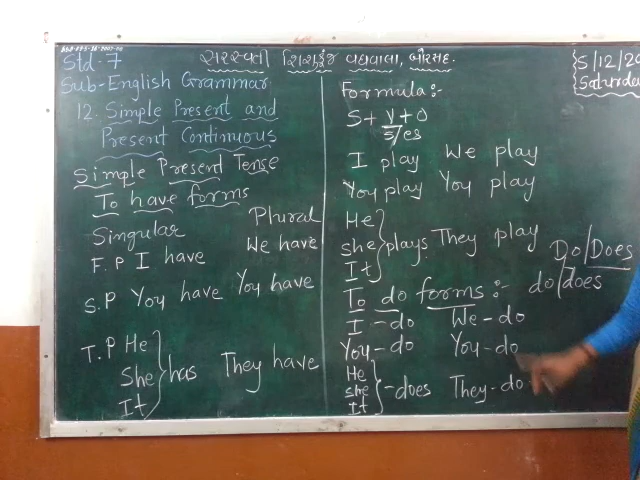 Std-7
સરસ્વતી શિશુકુંજ વઘવાલા, બોરસદ.
5/12/20
Saturda
Sub-English Grammar
12. Simple Present and
Present Continuous
Simple Present Tense
To have forms
Singular Plural
F.P I have We have
S.P You have You have
T.P He
She } has They have
It
Formula:-
S + V + O
s/es
I play We play
You play You play
He
She } plays They play
It
Do/Does
To do forms:- do/does
I - do We - do
You - do You - do
He
She } - does They - do
It